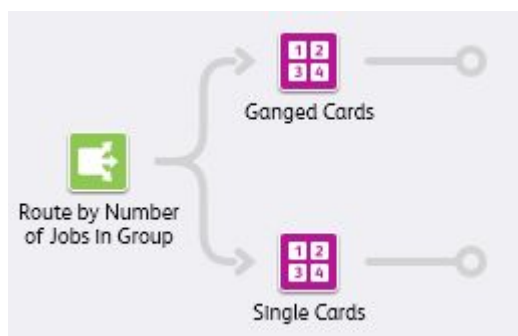 1 2
3 4
Ganged Cards
Route by Number
of Jobs in Group
1 2
3 4
Single Cards